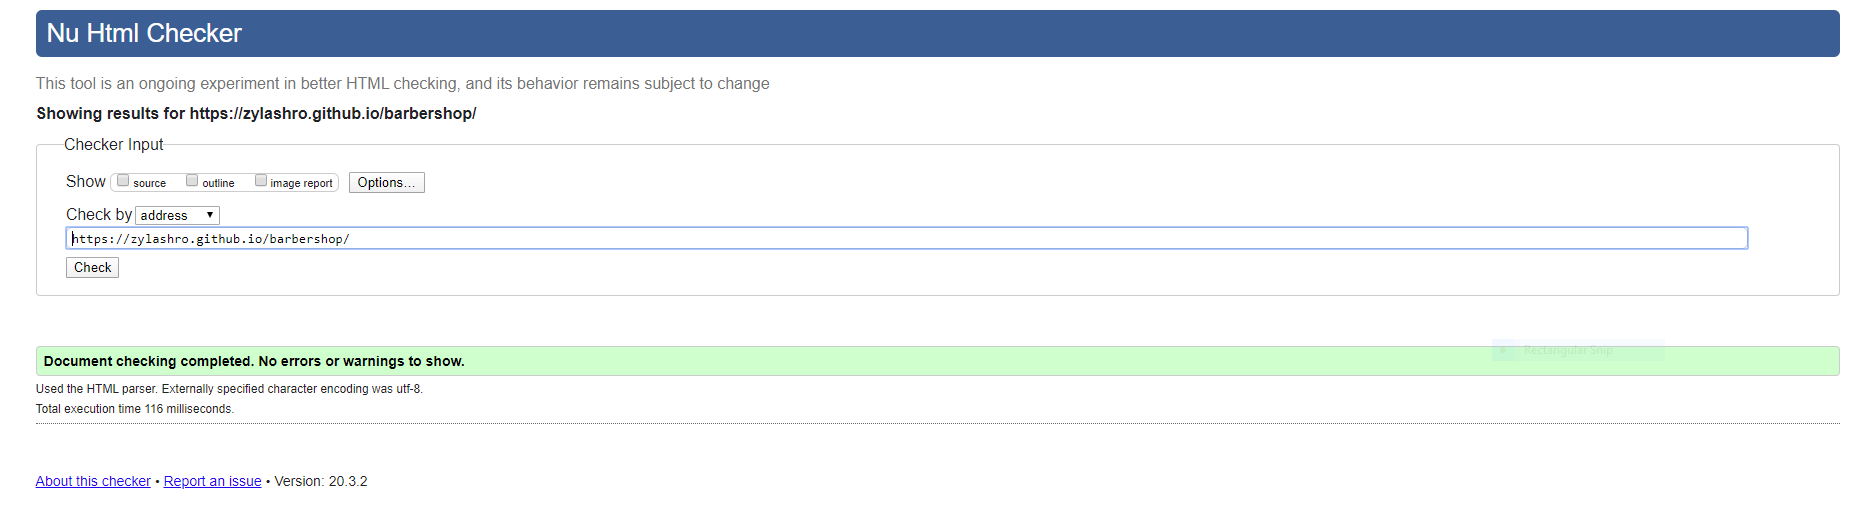 Nu Html Checker
This tool is an ongoing experiment in better HTML checking, and its behavior remains subject to change
Showing results for https://zylashro.github.io/barbershop/
Checker Input
Show source outline image report Options...
Check by address
https://zylashro.github.io/barbershop/
Check
Document checking completed. No errors or warnings to show.
Rectangular Snip
Used the HTML parser. Externally specified character encoding was utf-8.
Total execution time 116 milliseconds.
About this checker • Report an issue • Version: 20.3.2